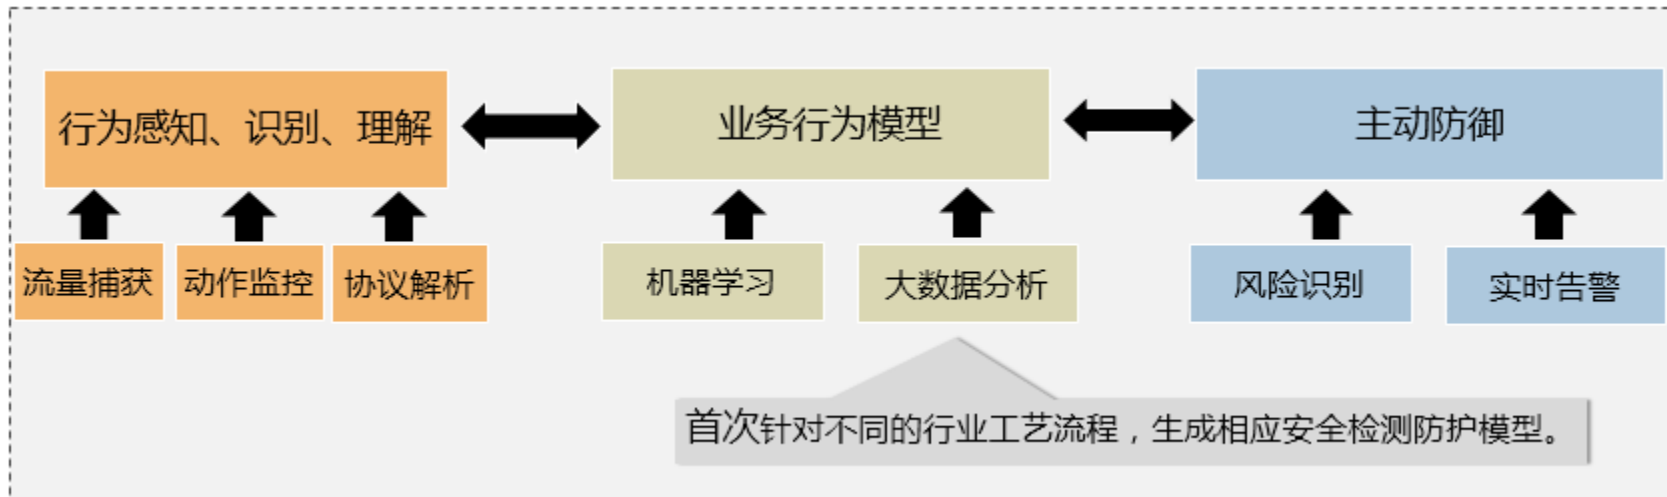 行为感知、识别、理解
业务行为模型
主动防御
流量捕获
动作监控
协议解析
机器学习
大数据分析
风险识别
实时告警
首次针对不同的行业工艺流程，生成相应安全检测防护模型。